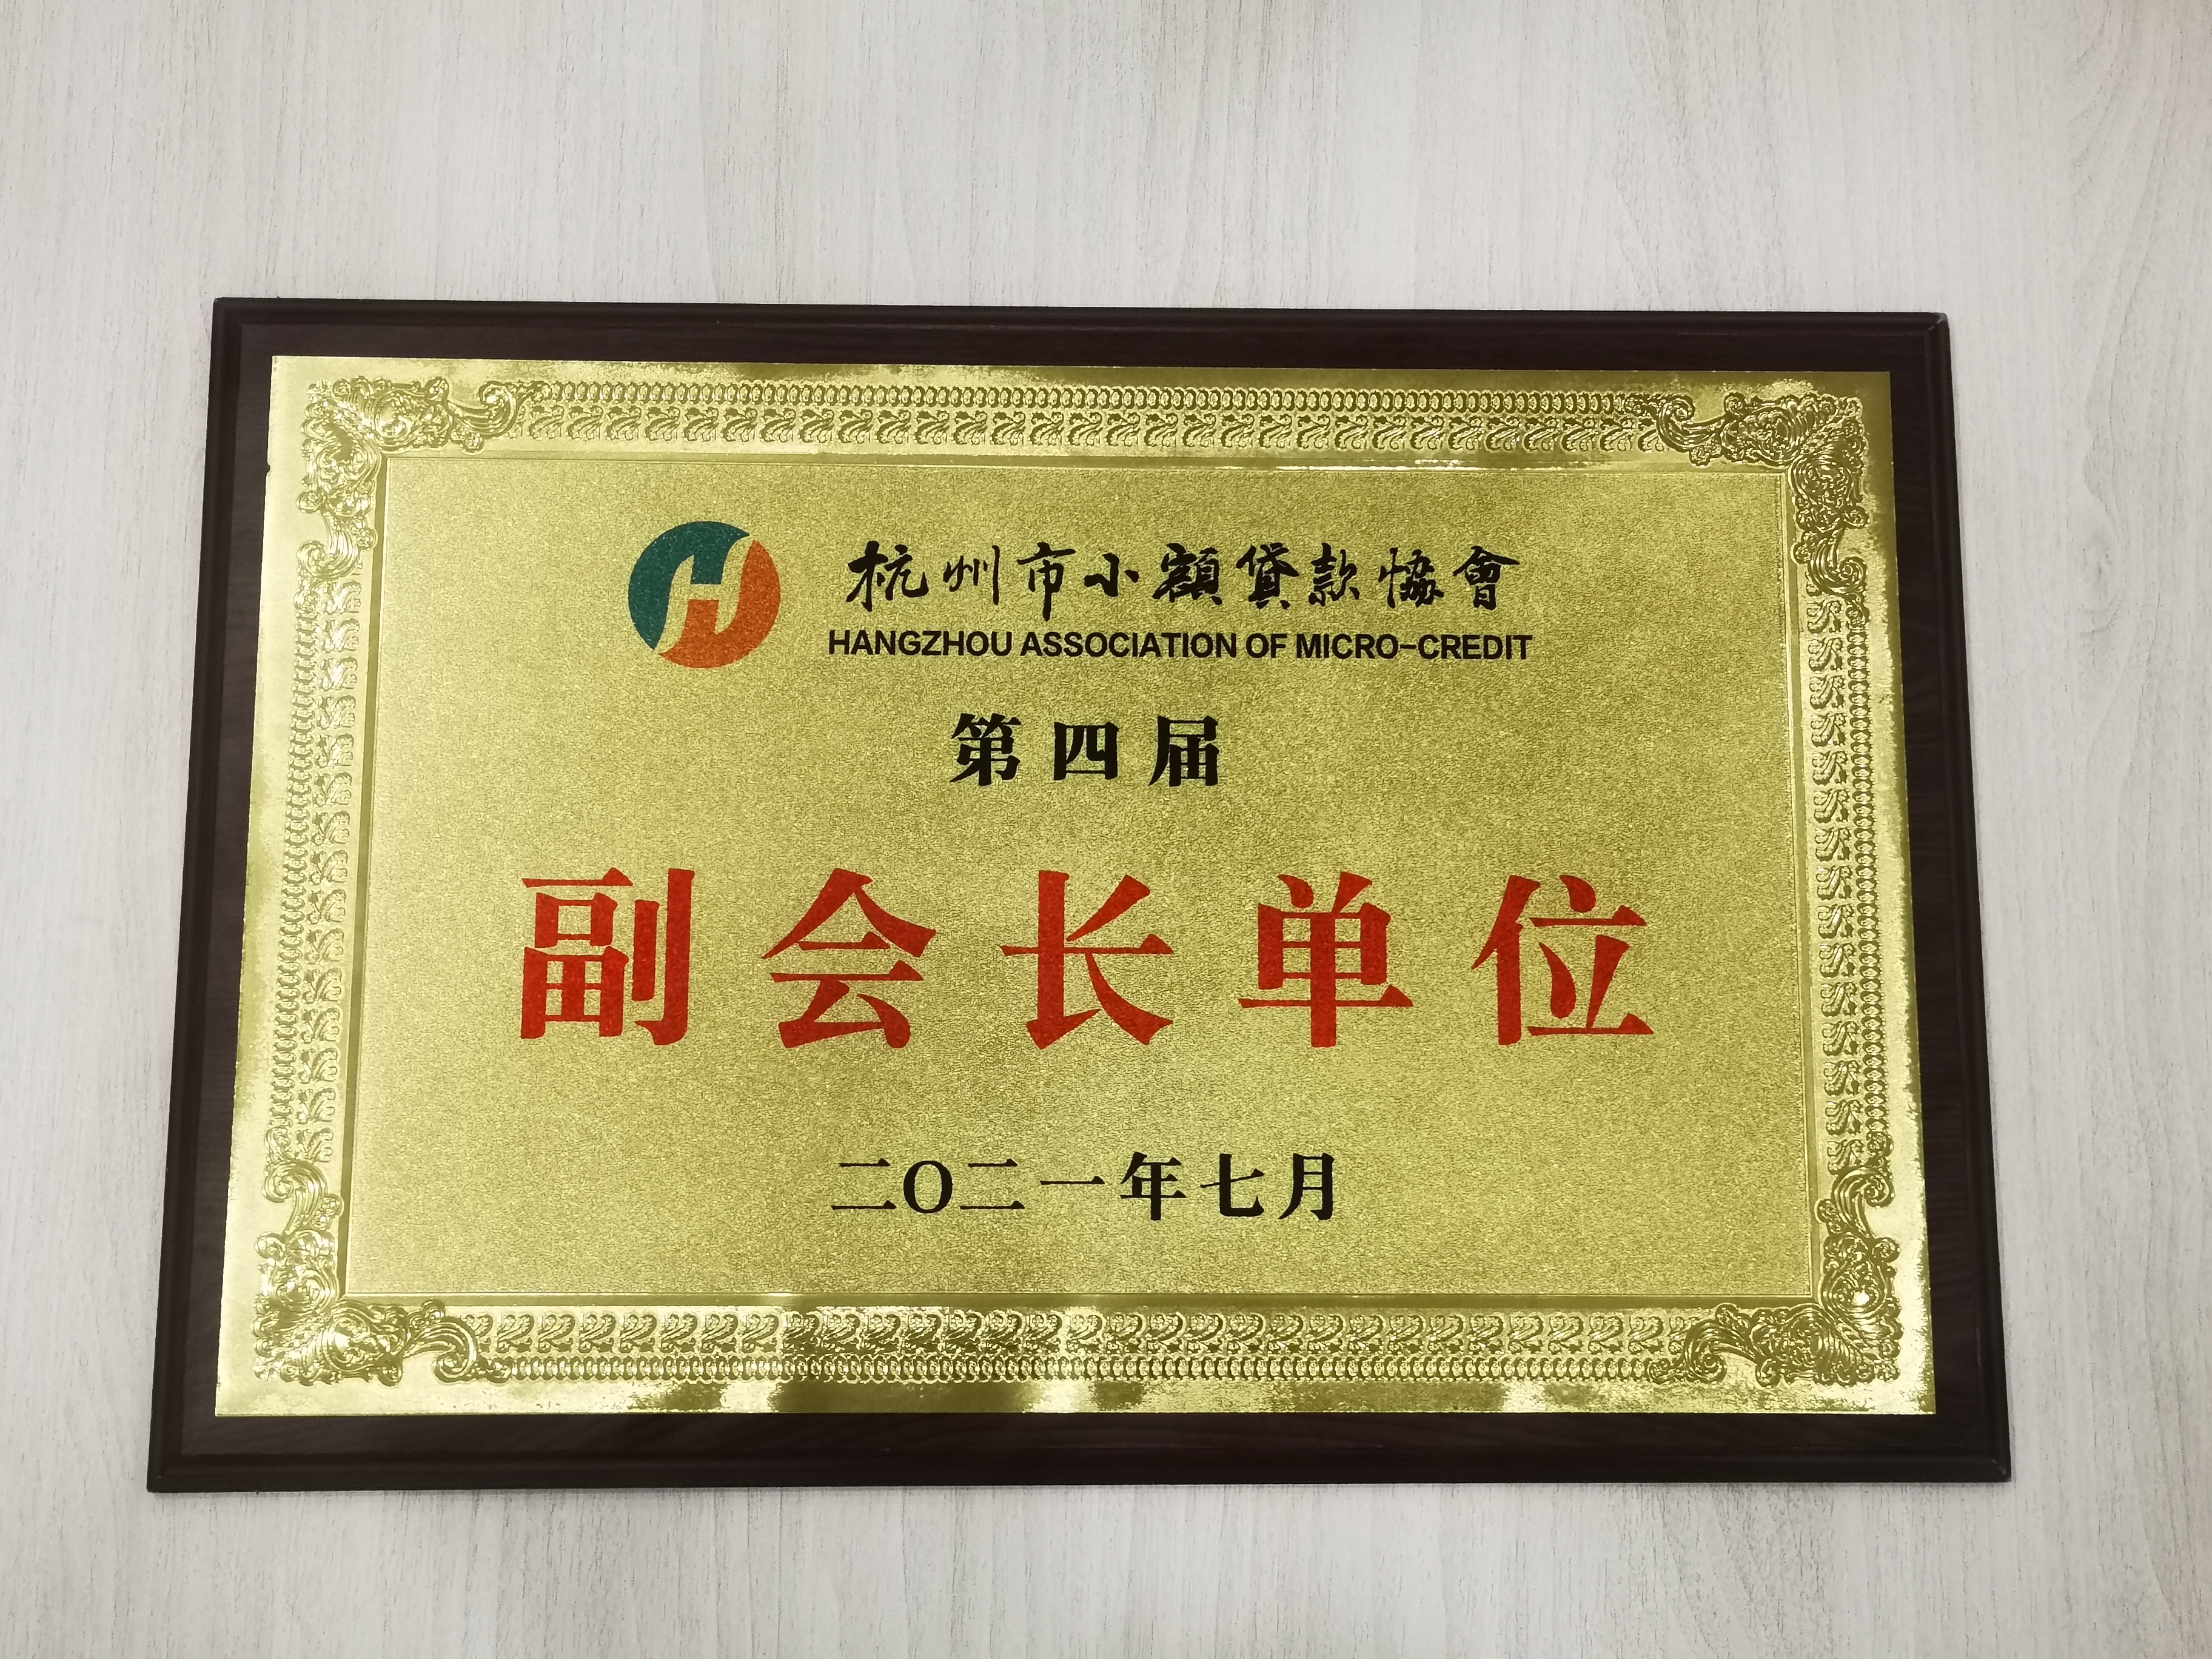 杭州市小額貸款協會
HANGZHOU ASSOCIATION OF MICRO-CREDIT
第四届
副会长单位
二〇二一年七月